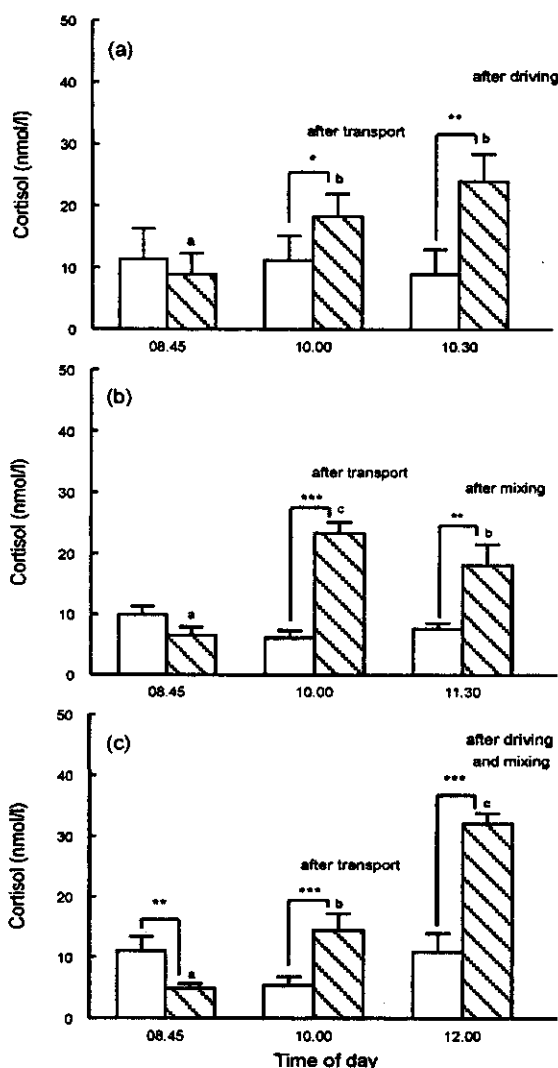 50
(a)
after driving
40
**
b
after transport
30
*
b
Cortisol (nmol/l)
20
a
10
0
08.45
10.00
10.30
50
(b)
40
after transport
after mixing
***
c
**
b
30
Cortisol (nmol/l)
20
10
a
0
08.45
10.00
11.30
50
(c)
after driving
and mixing
40
***
c
after transport
30
Cortisol (nmol/l)
**
***
b
20
a
10
0
08.45
10.00
12.00
Time of day